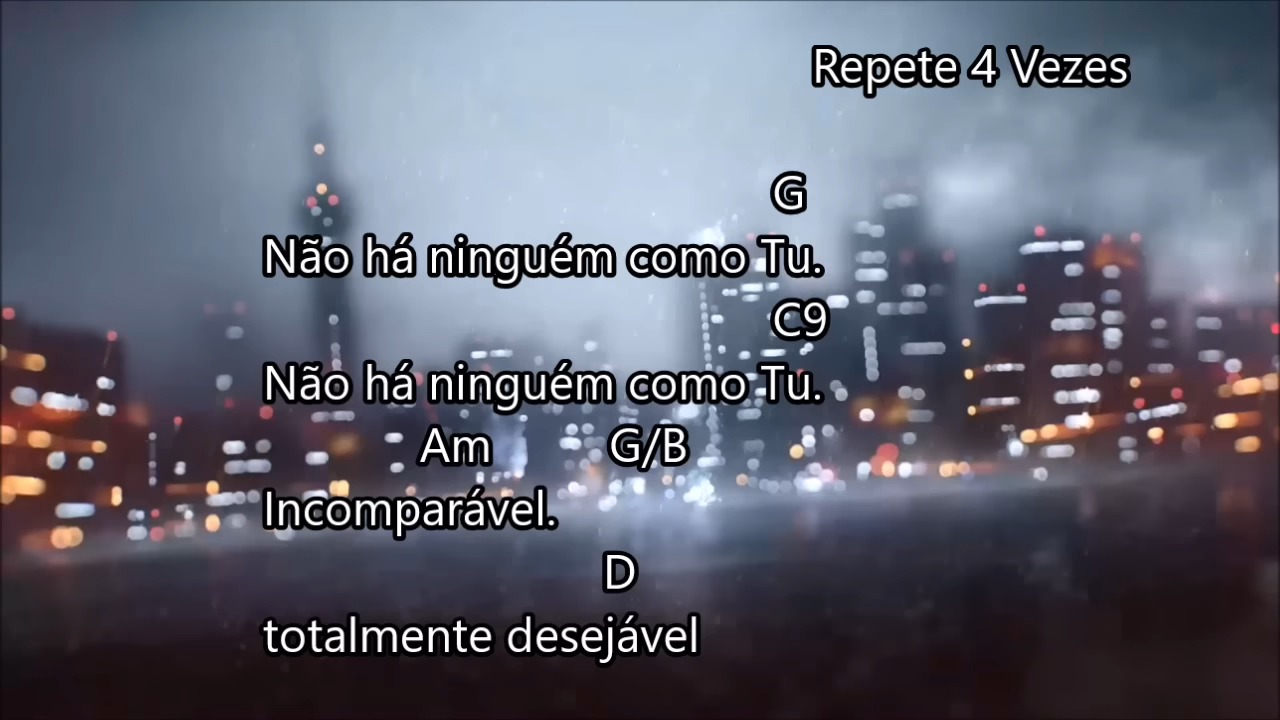 Repete 4 Vezes
G
Não há ninguém como Tu.
C9
Não há ninguém como Tu.
Am G/B
Incomparável.
D
totalmente desejável